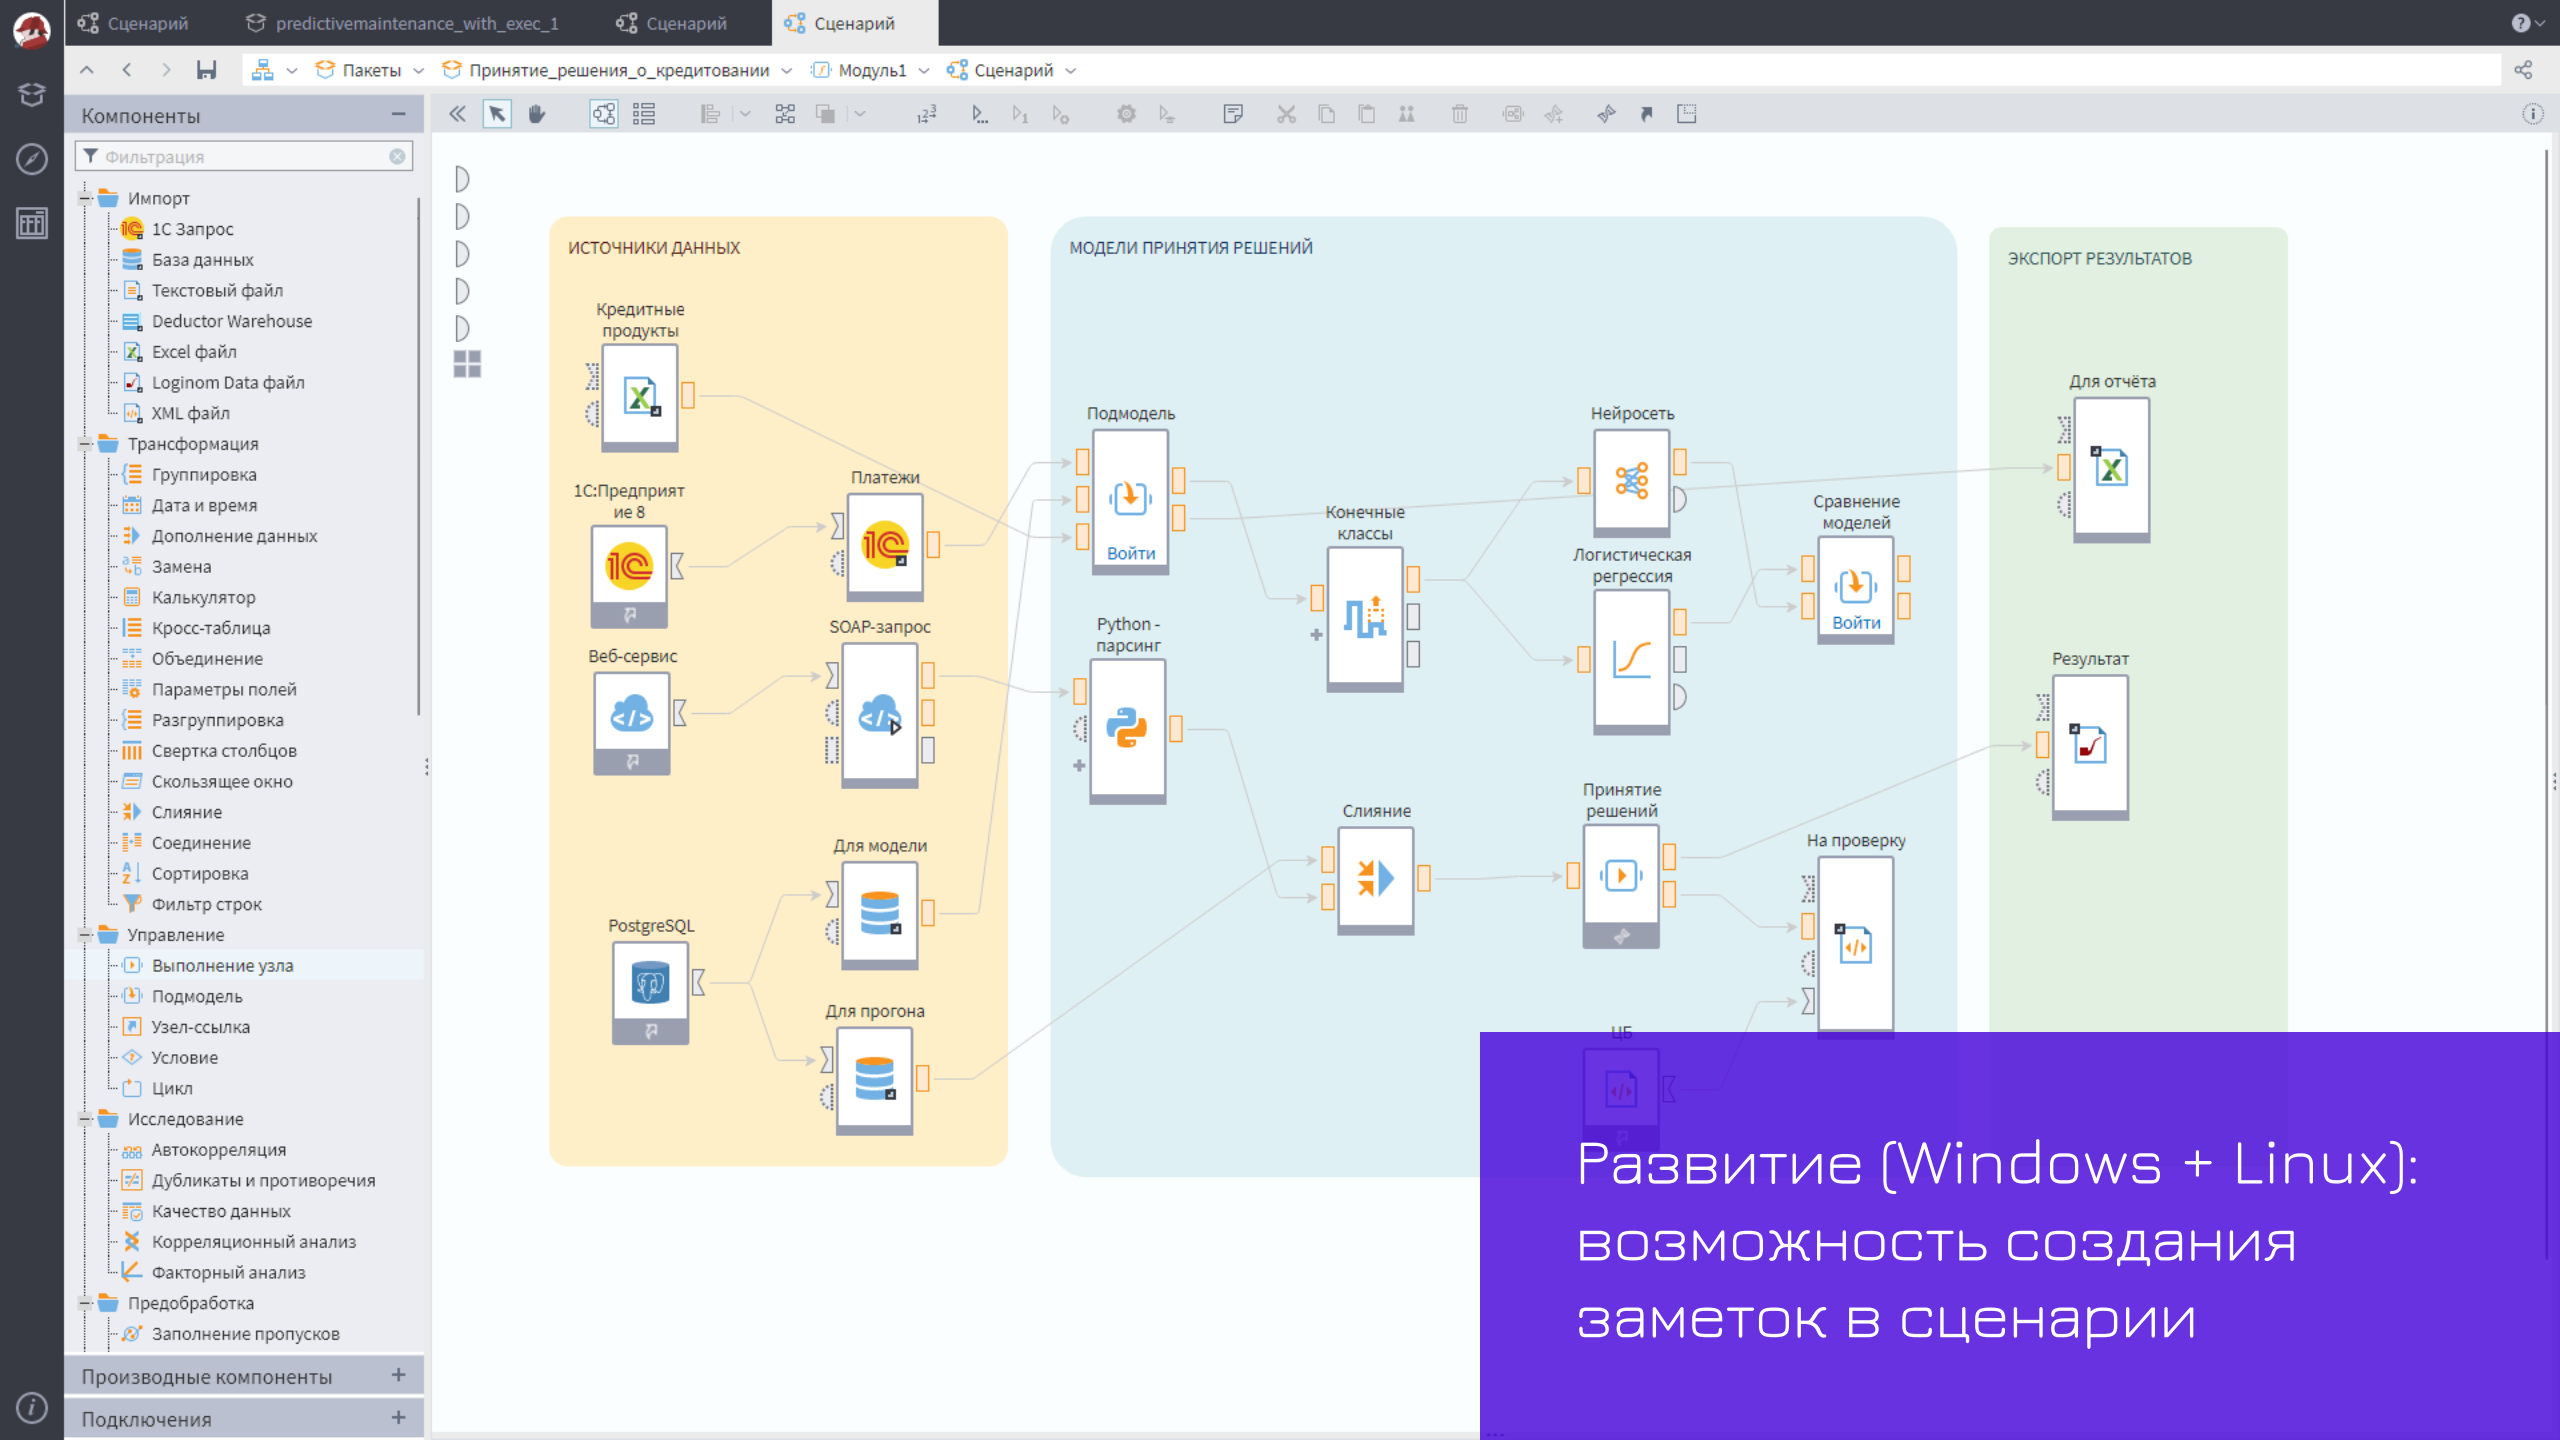 Сценарий
predictivemaintenance_with_exec_1
Сценарий
Сценарий
Пакеты
Принятие_решения_о_кредитовании
Модуль1
Сценарий
Компоненты
Фильтрация
Импорт
1С Запрос
База данных
Текстовый файл
Deductor Warehouse
Excel файл
Loginom Data файл
XML файл
Трансформация
Группировка
Дата и время
Дополнение данных
Замена
Калькулятор
Кросс-таблица
Объединение
Параметры полей
Разгруппировка
Свертка столбцов
Скользящее окно
Слияние
Соединение
Сортировка
Фильтр строк
Управление
Выполнение узла
Подмодель
Узел-ссылка
Условие
Цикл
Исследование
Автокорреляция
Дубликаты и противоречия
Качество данных
Корреляционный анализ
Факторный анализ
Предобработка
Заполнение пропусков
Производные компоненты
Подключения
ИСТОЧНИКИ ДАННЫХ
Кредитные
продукты
1С:Предприят
ие 8
Платежи
Веб-сервис
SOAP-запрос
Для модели
PostgreSQL
Для прогона
МОДЕЛИ ПРИНЯТИЯ РЕШЕНИЙ
Подмодель
Войти
Python -
парсинг
Конечные
классы
Нейросеть
Логистическая
регрессия
Сравнение
моделей
Войти
Слияние
Принятие
решений
На проверку
ЦБ
ЭКСПОРТ РЕЗУЛЬТАТОВ
Для отчёта
Результат
Развитие (Windows + Linux):
возможность создания
заметок в сценарии